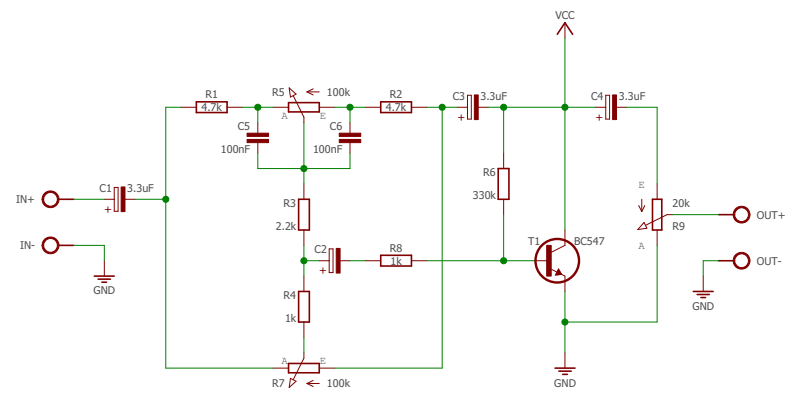 VCC
R1
4.7k
R5
100k
A
E
R2
4.7k
C3
3.3uF
+
C4
3.3uF
+
C5
100nF
C6
100nF
R6
330k
IN+
C1
3.3uF
+
R3
2.2k
E
20k
R9
A
OUT+
IN-
GND
C2
+
R8
1k
T1
BC547
OUT-
GND
R4
1k
A
E
R7
100k
GND